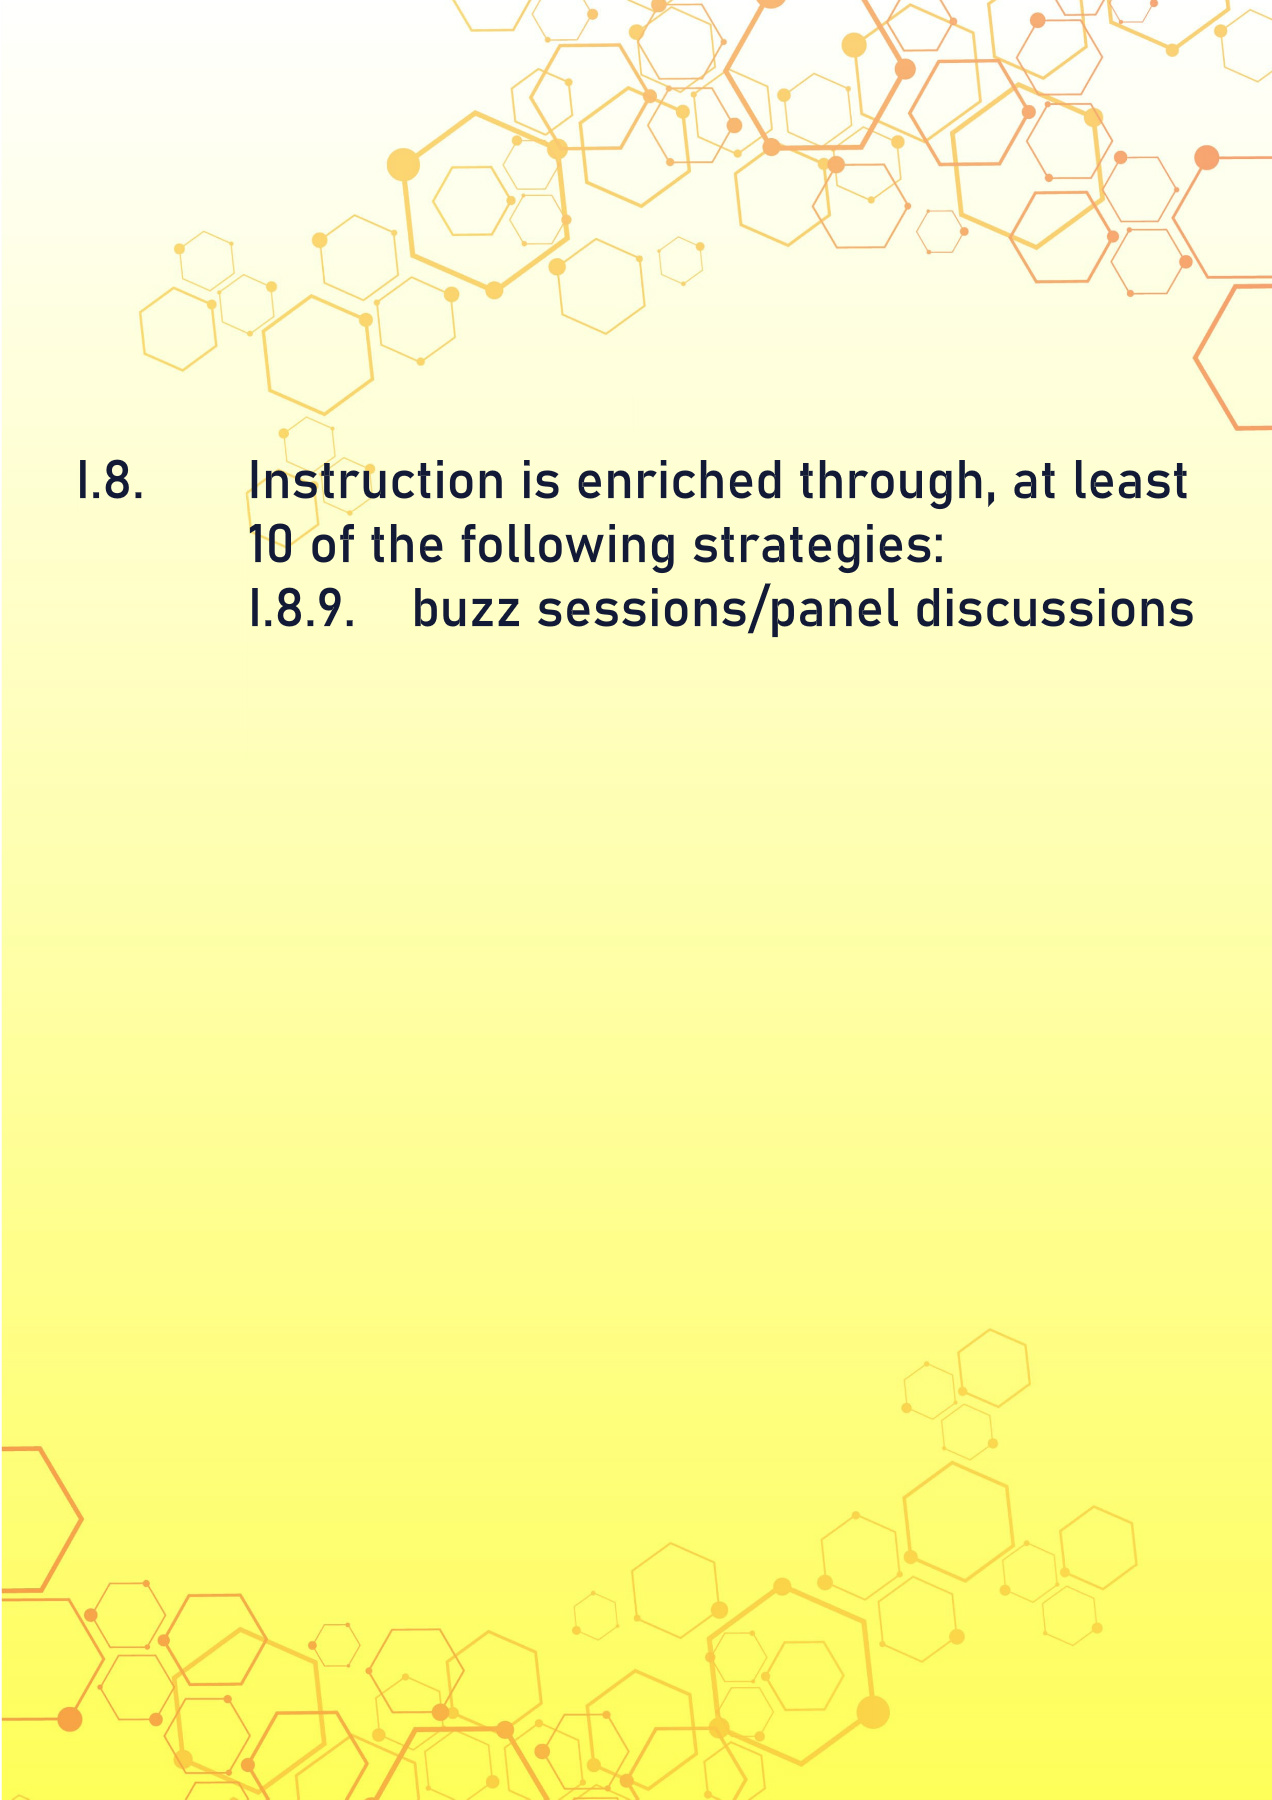 I.8. Instruction is enriched through, at least
10 of the following strategies:
I.8.9. buzz sessions/panel discussions